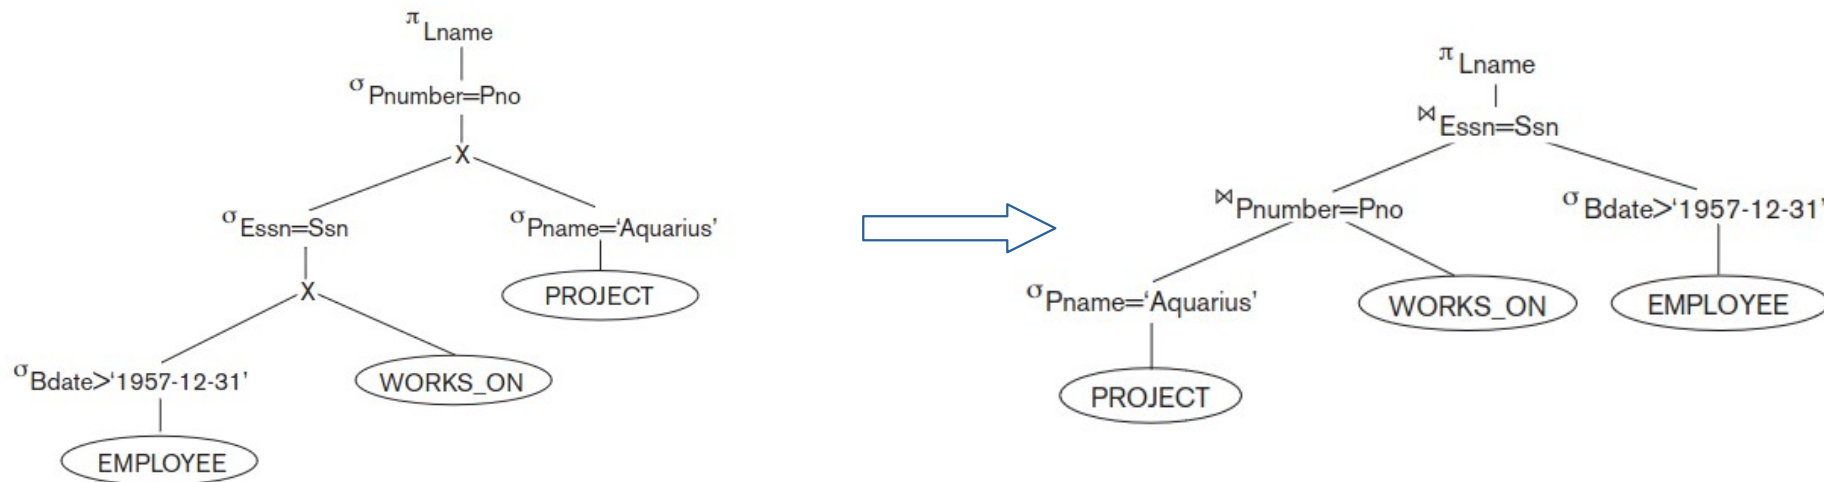 π Lname
σ Pnumber=Pno
X
σ Essn=Ssn
σ Pname=‘Aquarius’
X
PROJECT
σ Bdate>‘1957-12-31’
WORKS_ON
EMPLOYEE
π Lname
⋈ Essn=Ssn
⋈ Pnumber=Pno
σ Bdate>‘1957-12-31’
σ Pname=‘Aquarius’
WORKS_ON
EMPLOYEE
PROJECT